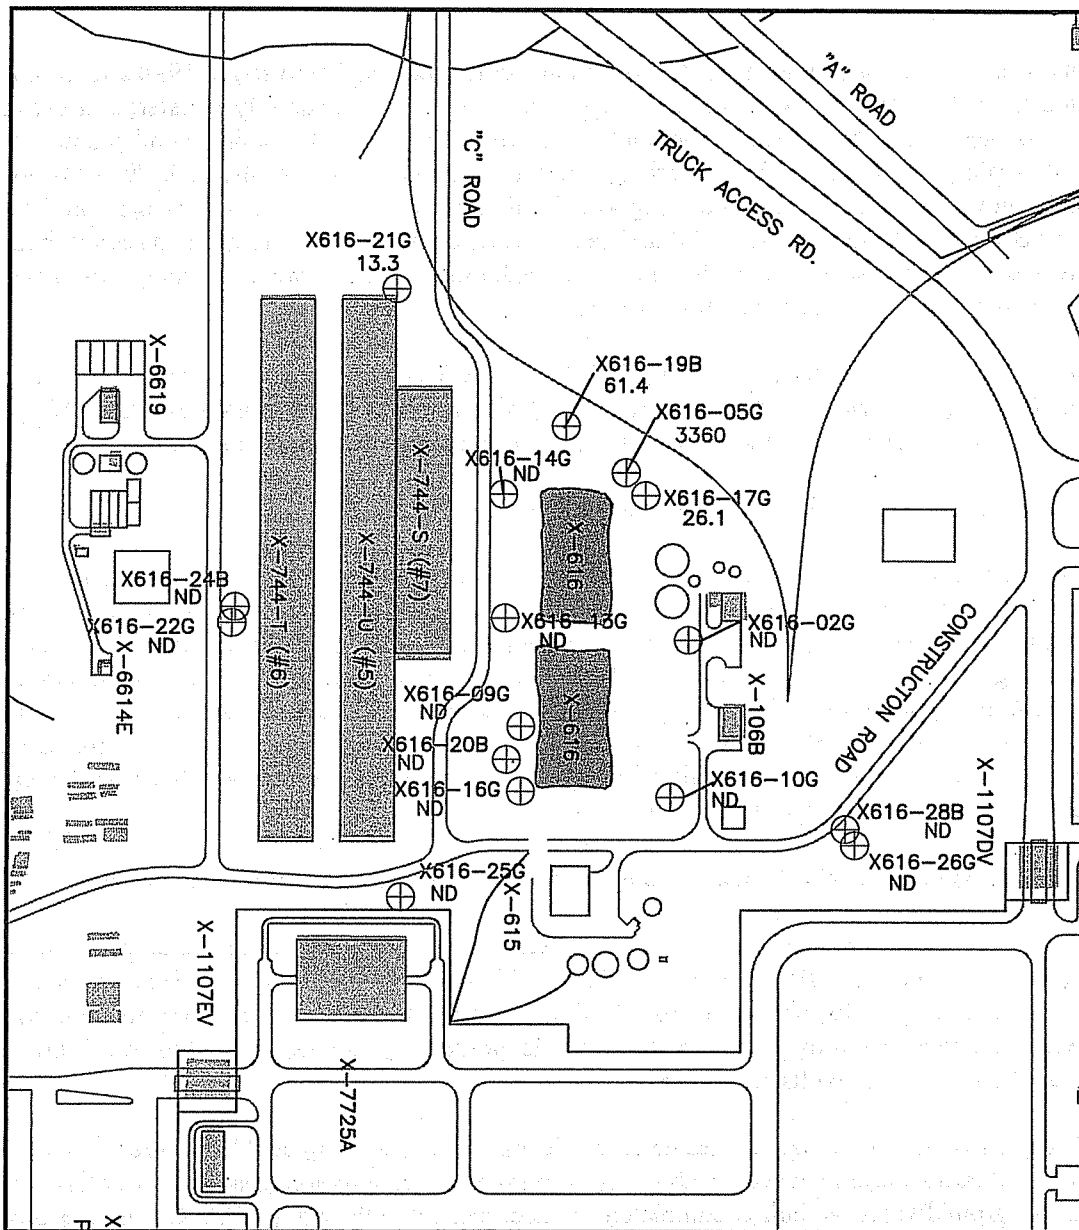 "A" ROAD
TRUCK ACCESS RD.
"C" ROAD
X616-21G
13.3
X-6619
X616-19B
61.4
X616-05G
3360
X616-14G
ND
X616-17G
26.1
X-744-S (#7)
X-616
X-744-T (#6)
X-744-U (#5)
X616-24B
ND
X616-22G
ND
X-6614E
X616-13G
ND
X616-02G
ND
CONSTRUCTON ROAD
X616-09G
ND
X-616
X-106B
X616-20B
ND
X616-16G
ND
X616-10G
ND
X-1107DV
X616-28B
ND
X616-26G
ND
X616-25G
ND
X-615
X-1107EV
X-7725A
X
P